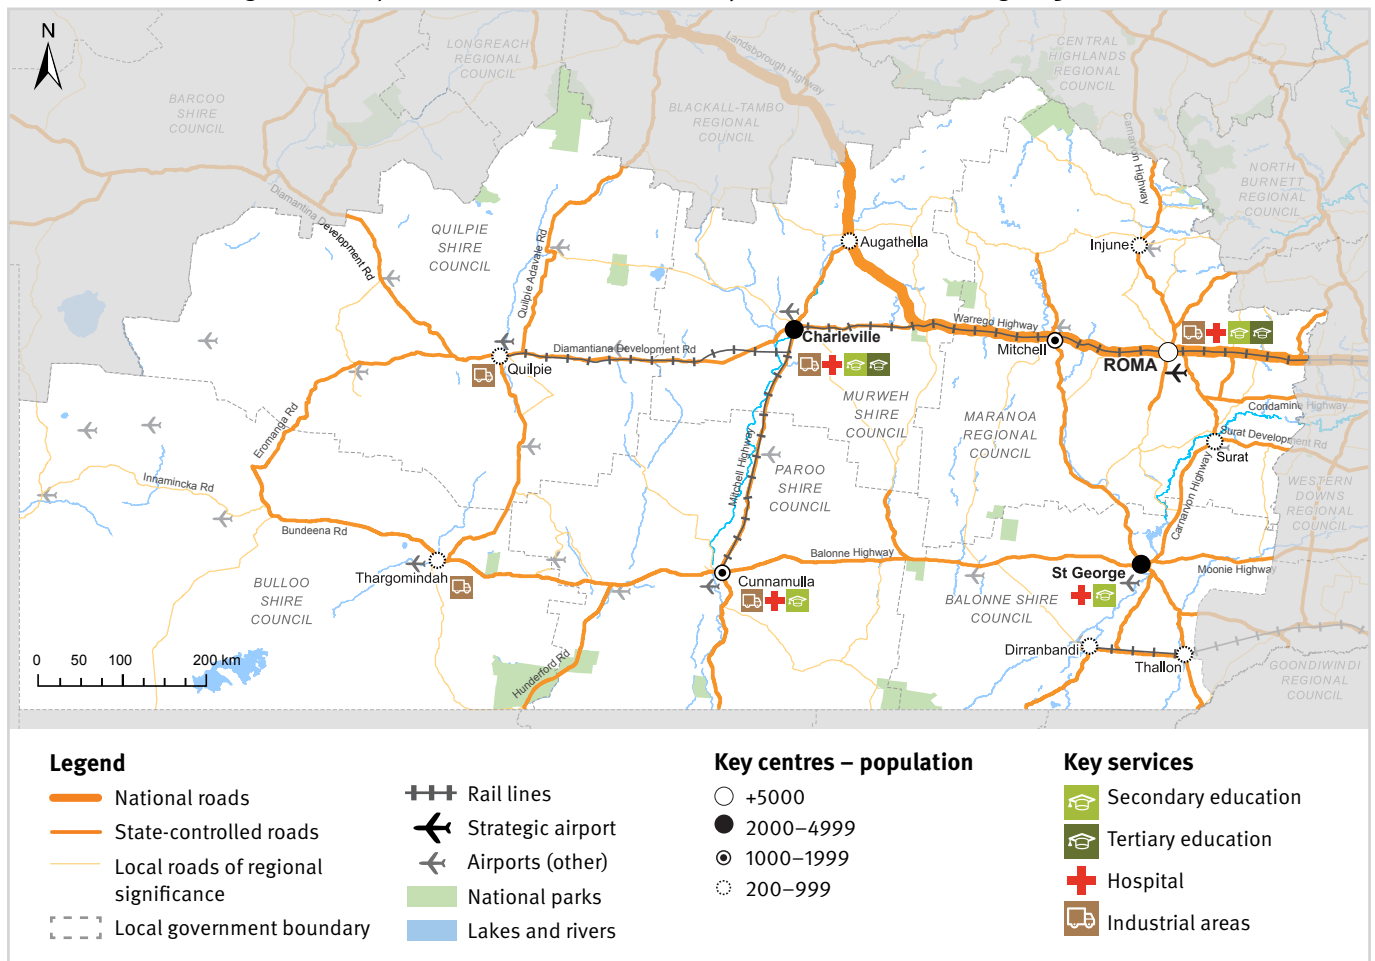 N
LONGREACH
REGIONAL
COUNCIL
Landsborough Highway
CENTRAL
HIGHLANDS
REGIONAL
COUNCIL
BARCOO
SHIRE
COUNCIL
BLACKALL-TAMBO
REGIONAL
COUNCIL
Carnarvon Highway
NORTH
BURNETT
REGIONAL
COUNCIL
Diamantina Development Rd
QUILPIE
SHIRE
COUNCIL
Quilpie Adavale Rd
Augathella
Injune
Warrego Highway
Charleville
Mitchell
ROMA
Diamantiana Development Rd
Quilpie
MURWEH
SHIRE
COUNCIL
MARANOA
REGIONAL
COUNCIL
Condamine Highway
Surat Development Rd
Surat
Eromanga Rd
Innamincka Rd
Mitchell Highway
PAROO
SHIRE
COUNCIL
Carnarvon Highway
WESTERN
DOWNS
REGIONAL
COUNCIL
Bundeena Rd
Balonne Highway
Moonie Highway
Thargomindah
Cunnamulla
St George
BULLOO
SHIRE
COUNCIL
BALONNE SHIRE
COUNCIL
Dirranbandi
Thallon
GOONDIWINDI
REGIONAL
COUNCIL
Hunderford Rd
0 50 100 200 km
Legend
National roads
State-controlled roads
Local roads of regional
significance
Local government boundary
Rail lines
Strategic airport
Airports (other)
National parks
Lakes and rivers
Key centres – population
+5000
2000–4999
1000–1999
200–999
Key services
Secondary education
Tertiary education
Hospital
Industrial areas